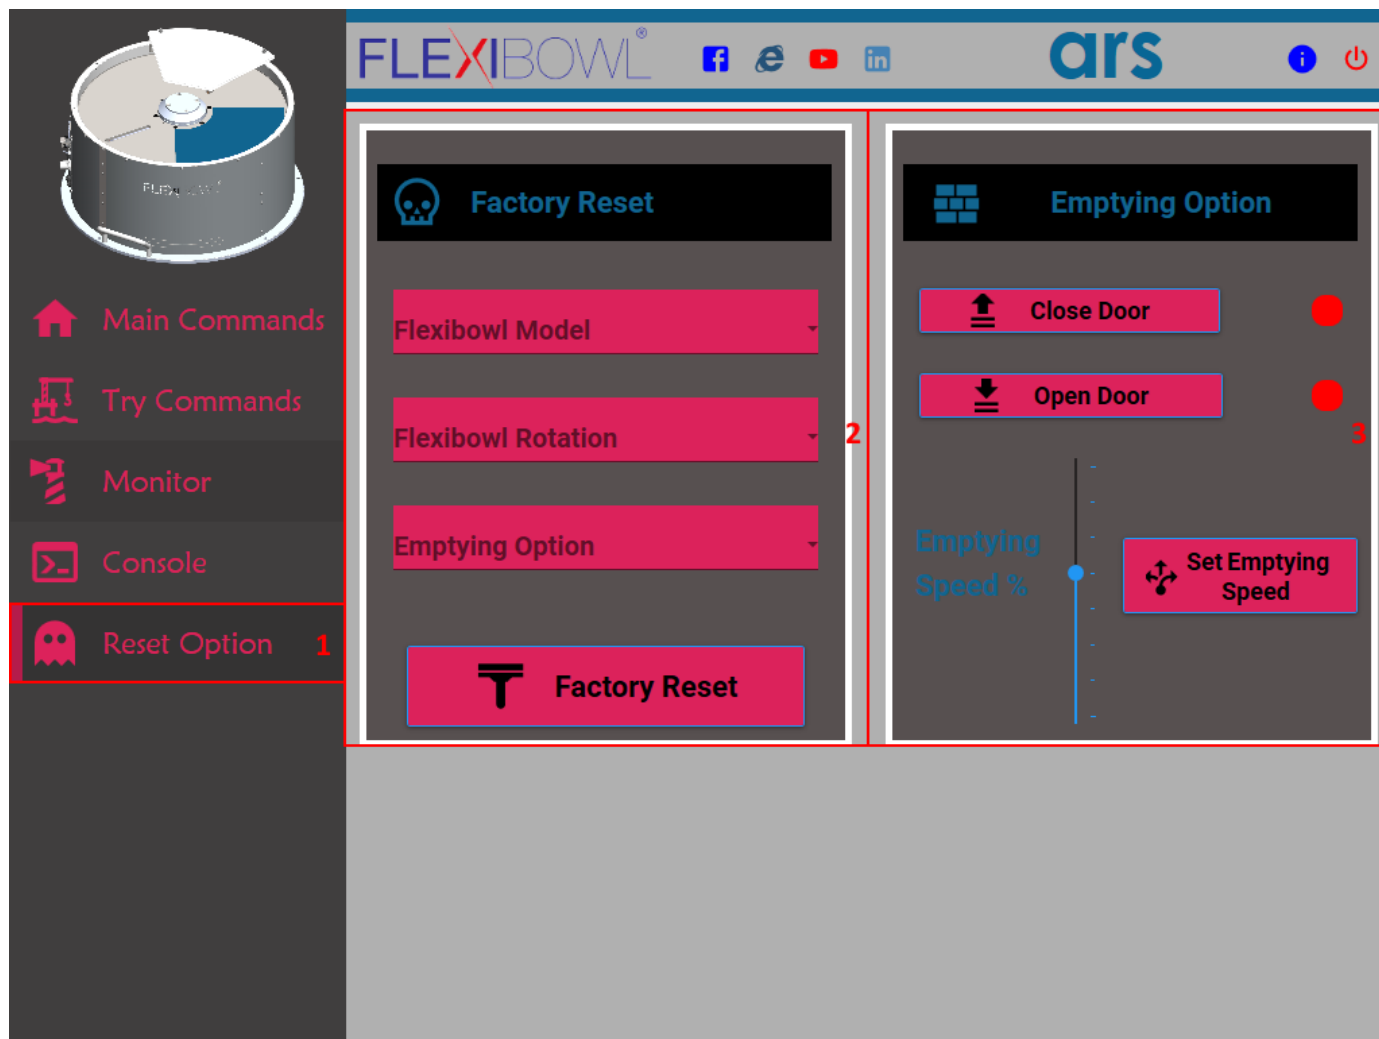 FLEXIBOWL®
ars
Main Commands
Try Commands
Monitor
Console
Reset Option 1
Factory Reset
Flexibowl Model
Flexibowl Rotation
Emptying Option
Factory Reset
2
Emptying Option
Close Door
Open Door
3
Emptying
Speed %
Set Emptying
Speed